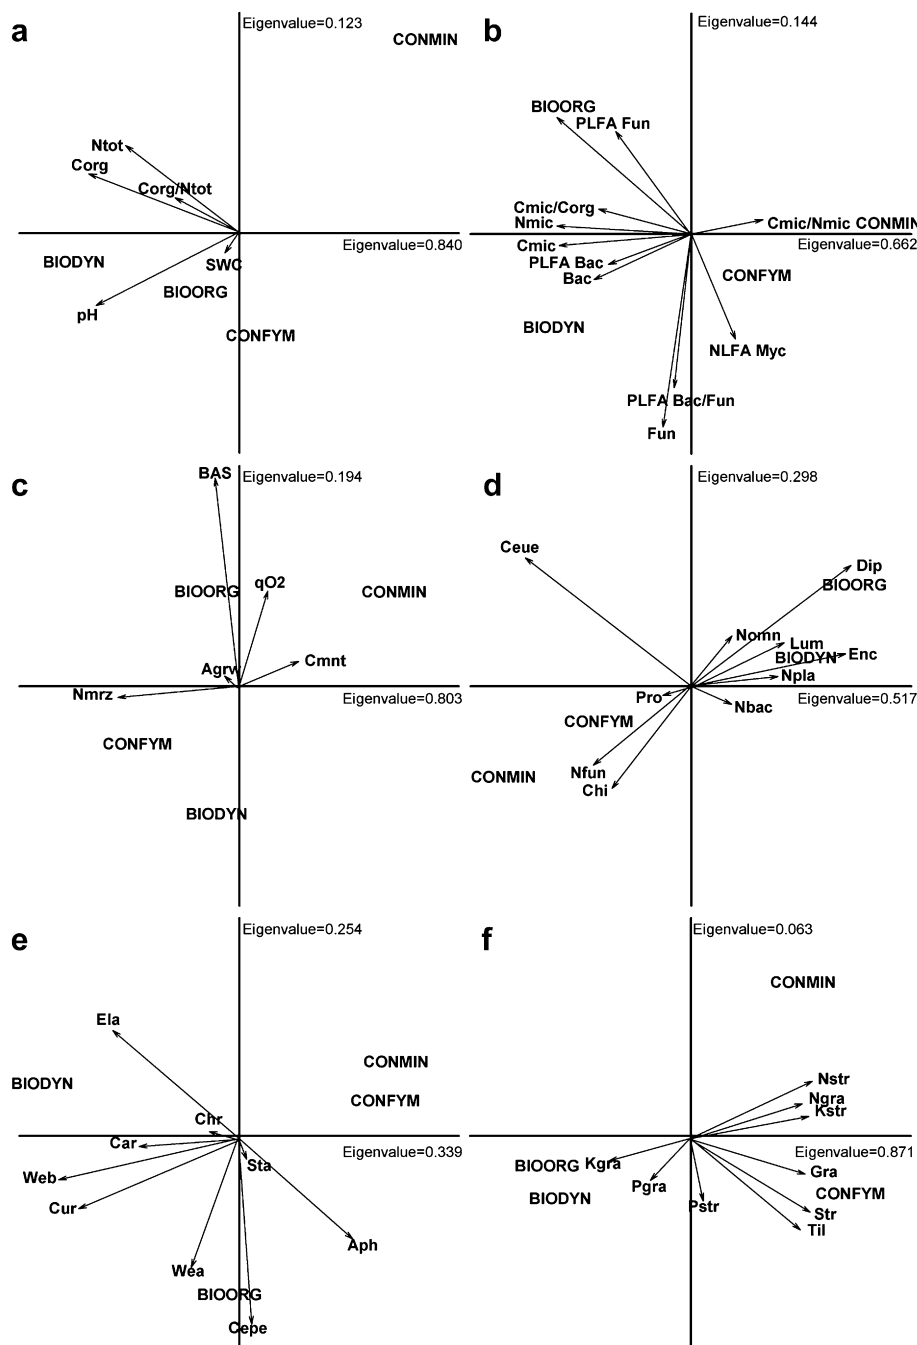 a
Eigenvalue=0.123
CONMIN
Ntot
Corg
Corg/Ntot
Eigenvalue=0.840
BIODYN
SWC
BIOORG
pH
CONFYM
b
Eigenvalue=0.144
BIOORG
PLFA Fun
Cmic/Corg
Nmic
Cmic/Nmic CONMIN
Cmic
Eigenvalue=0.662
PLFA Bac
Bac
CONFYM
BIODYN
NLFA Myc
PLFA Bac/Fun
Fun
c
BAS
Eigenvalue=0.194
BIOORG
qO2
CONMIN
Agrw
Cmnt
Nmrz
Eigenvalue=0.803
CONFYM
BIODYN
d
Eigenvalue=0.298
Ceue
Dip
BIOORG
Nomn
Lum
BIODYN
Enc
Npla
Pro
Nbac
Eigenvalue=0.517
CONFYM
CONMIN
Nfun
Chi
e
Eigenvalue=0.254
Ela
CONMIN
BIODYN
CONFYM
Chr
Car
Eigenvalue=0.339
Sta
Web
Cur
Aph
Wea
BIOORG
Cepe
f
Eigenvalue=0.063
CONMIN
Nstr
Ngra
Kstr
Eigenvalue=0.871
BIOORG
Kgra
Gra
Pgra
BIODYN
CONFYM
Pstr
Str
Til